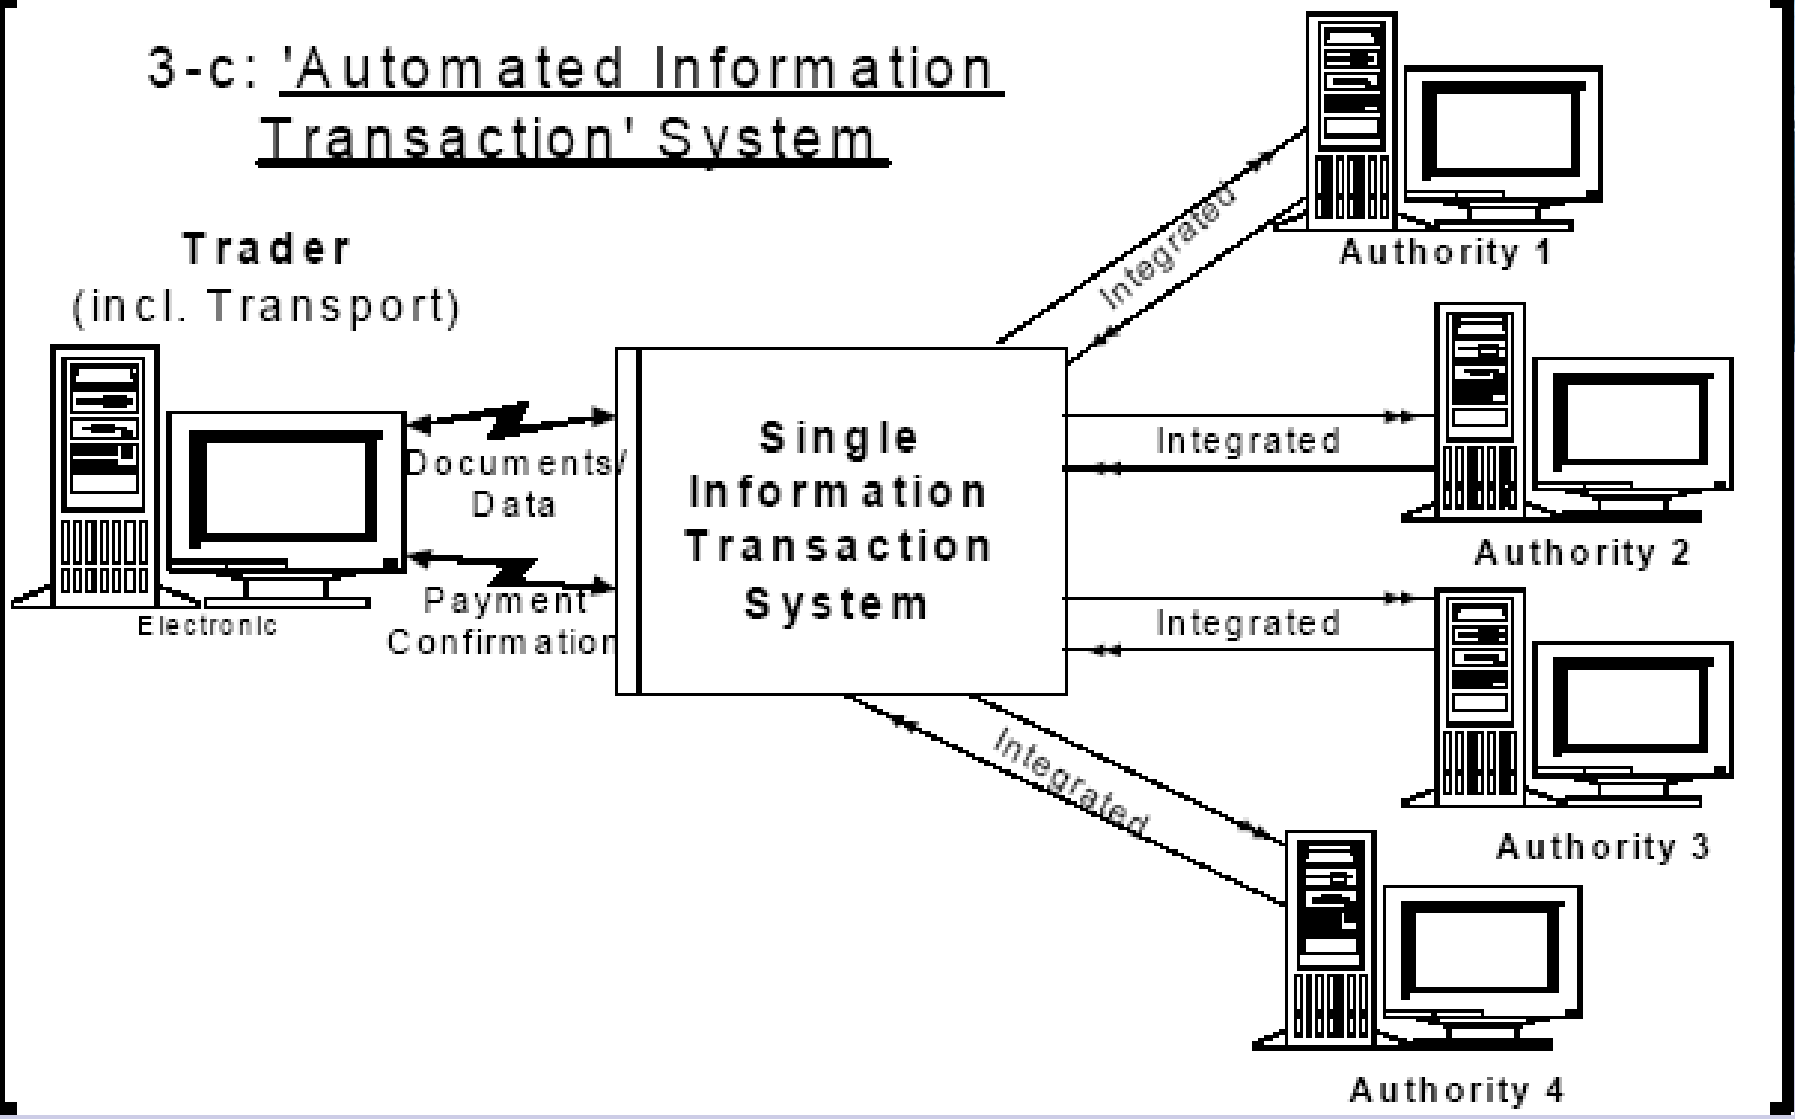 3-c: 'Automated Information
Transaction' System
Trader
(incl. Transport)
Electronic
Documents/
Data
Payment
Confirmation
Single
Information
Transaction
System
Integrated
Authority 1
Integrated
Authority 2
Integrated
Authority 3
Integrated
Authority 4